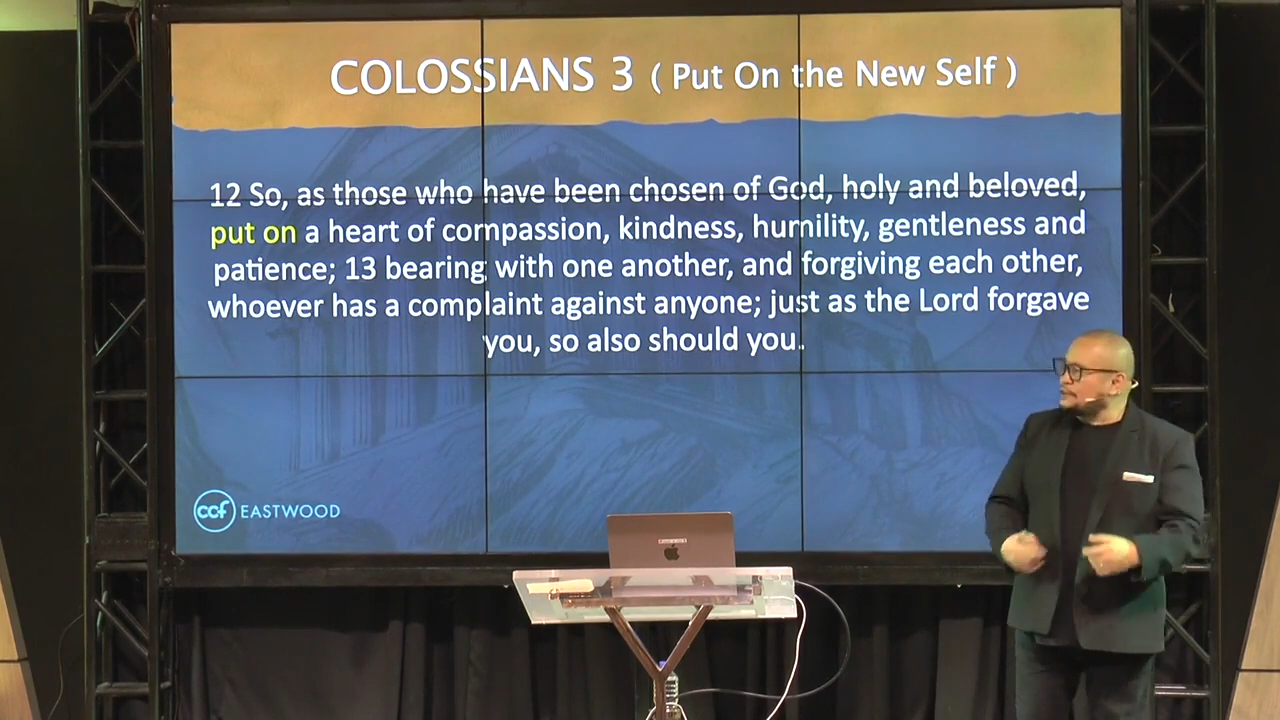 COLOSSIANS 3 ( Put On the New Self )
12 So, as those who have been chosen of God, holy and beloved,
put on a heart of compassion, kindness, humility, gentleness and
patience; 13 bearing with one another, and forgiving each other,
whoever has a complaint against anyone; just as the Lord forgave
you, so also should you.
ccf EASTWOOD